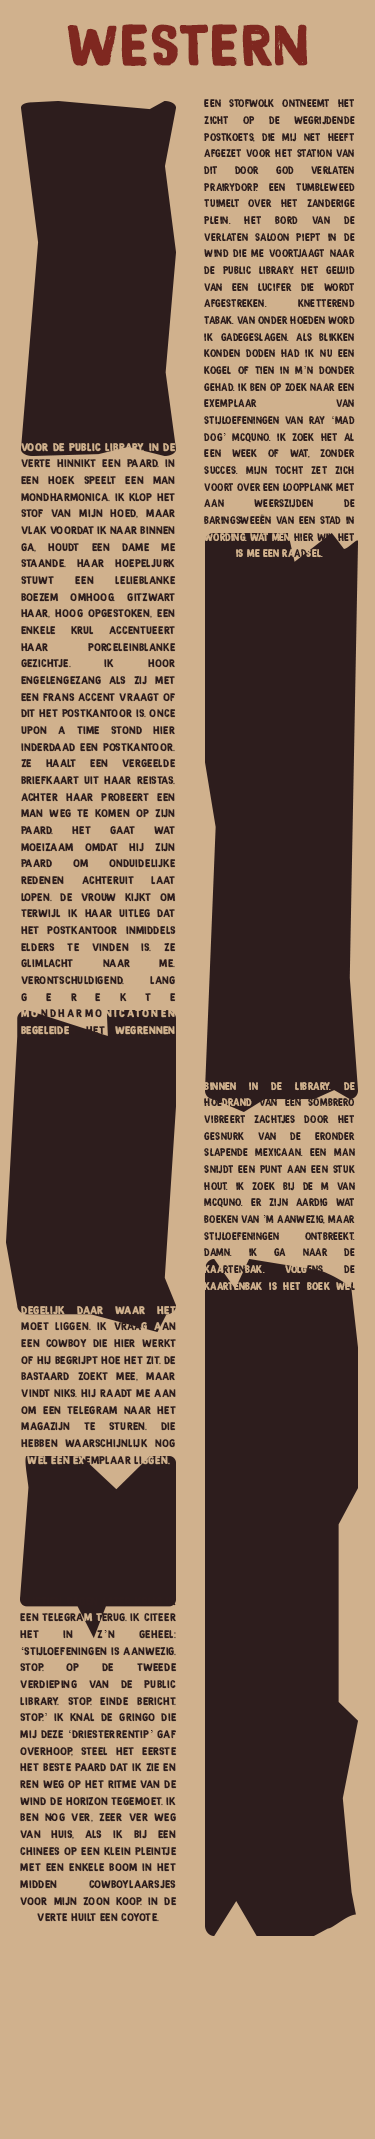 WESTERN
EEN STOFWOLK ONTNEEMT HET
ZICHT OP DE WEGRIJDENDE
POSTKOETS, DIE MIJ NET HEEFT
AFGEZET VOOR HET STATION VAN
DIT DOOR GOD VERLATEN
PRAIRYDORP. EEN TUMBLEWEED
TUIMELT OVER HET ZANDERIGE
PLEIN. HET BORD VAN DE
VERLATEN SALOON PIEPT IN DE
WIND DIE ME VOORTJAAGT NAAR
DE PUBLIC LIBRARY. HET GELUID
VAN EEN LUCIFER DIE WORDT
AFGESTREKEN. KNETTEREND
TABAK. VAN ONDER HOEDEN WORD
IK GADEGESLAGEN. ALS BLIKKEN
KONDEN DODEN HAD IK NU EEN
KOGEL OF TIEN IN M'N DONDER
GEHAD. IK BEN OP ZOEK NAAR EEN
EXEMPLAAR VAN
STIJLOEFENINGEN VAN RAY 'MAD
DOG' MCQUNO. IK ZOEK HET AL
EEN WEEK OF WAT, ZONDER
SUCCES. MIJN TOCHT ZET ZICH
VOORT OVER EEN LOOPPLANK MET
AAN WEERSZIJDEN DE
BARINGSWEEËN VAN EEN STAD IN
WORDING. WAT MEN HIER WIL HET
IS ME EEN RAADSEL.
VOOR DE PUBLIC LIBRARY. IN DE
VERTE HINNIKT EEN PAARD. IN
EEN HOEK SPEELT EEN MAN
MONDHARMONICA. IK KLOP HET
STOF VAN MIJN HOED, MAAR
VLAK VOORDAT IK NAAR BINNEN
GA, HOUDT EEN DAME ME
STAANDE. HAAR HOEPELJURK
STUWT EEN LELIEBLANKE
BOEZEM OMHOOG. GITZWART
HAAR, HOOG OPGESTOKEN, EEN
ENKELE KRUL ACCENTUEERT
HAAR PORCELEINBLANKE
GEZICHTJE. IK HOOR
ENGELENGEZANG ALS ZIJ MET
EEN FRANS ACCENT VRAAGT OF
DIT HET POSTKANTOOR IS. ONCE
UPON A TIME STOND HIER
INDERDAAD EEN POSTKANTOOR.
ZE HAALT EEN VERGEELDE
BRIEFKAART UIT HAAR REISTAS.
ACHTER HAAR PROBEERT EEN
MAN WEG TE KOMEN OP ZIJN
PAARD. HET GAAT WAT
MOEIZAAM OMDAT HIJ ZIJN
PAARD OM ONDUIDELIJKE
REDENEN ACHTERUIT LAAT
LOPEN. DE VROUW KIJKT OM
TERWIJL IK HAAR UITLEG DAT
HET POSTKANTOOR INMIDDELS
ELDERS TE VINDEN IS. ZE
GLIMLACHT NAAR ME.
VERONTSCHULDIGEND. LANG
G E R E K T E
MONDHARMONICATONEN
BEGELEIDE HET WEGRENNEN
BINNEN IN DE LIBRARY. DE
HOEDRAND VAN EEN SOMBRERO
VIBREERT ZACHTJES DOOR HET
GESNURK VAN DE ERONDER
SLAPENDE MEXICAAN. EEN MAN
SNIJDT EEN PUNT AAN EEN STUK
HOUT. IK ZOEK BIJ DE M VAN
MCQUNO. ER ZIJN AARDIG WAT
BOEKEN VAN 'M AANWEZIG, MAAR
STIJLOEFENINGEN ONTBREEKT.
DAMN. IK GA NAAR DE
KAARTENBAK. VOLGENS DE
KAARTENBAK IS HET BOEK WEL
DEGELIJK DAAR WAAR HET
MOET LIGGEN. IK VRAAG AAN
EEN COWBOY DIE HIER WERKT
OF HIJ BEGRIJPT HOE HET ZIT. DE
BASTAARD ZOEKT MEE, MAAR
VINDT NIKS. HIJ RAADT ME AAN
OM EEN TELEGRAM NAAR HET
MAGAZIJN TE STUREN. DIE
HEBBEN WAARSCHIJNLIJK NOG
WEL EEN EXEMPLAAR LIGGEN.
EEN TELEGRAM TERUG. IK CITEER
HET IN Z'N GEHEEL:
'STIJLOEFENINGEN IS AANWEZIG.
STOP. OP DE TWEEDE
VERDIEPING VAN DE PUBLIC
LIBRARY. STOP. EINDE BERICHT.
STOP.' IK KNAL DE GRINGO DIE
MIJ DEZE 'DRIESTERRENTIP' GAF
OVERHOOP, STEEL HET EERSTE
HET BESTE PAARD DAT IK ZIE EN
REN WEG OP HET RITME VAN DE
WIND DE HORIZON TEGEMOET. IK
BEN NOG VER, ZEER VER WEG
VAN HUIS, ALS IK BIJ EEN
CHINEES OP EEN KLEIN PLEINTJE
MET EEN ENKELE BOOM IN HET
MIDDEN COWBOYLAARSJES
VOOR MIJN ZOON KOOP. IN DE
VERTE HUILT EEN COYOTE.